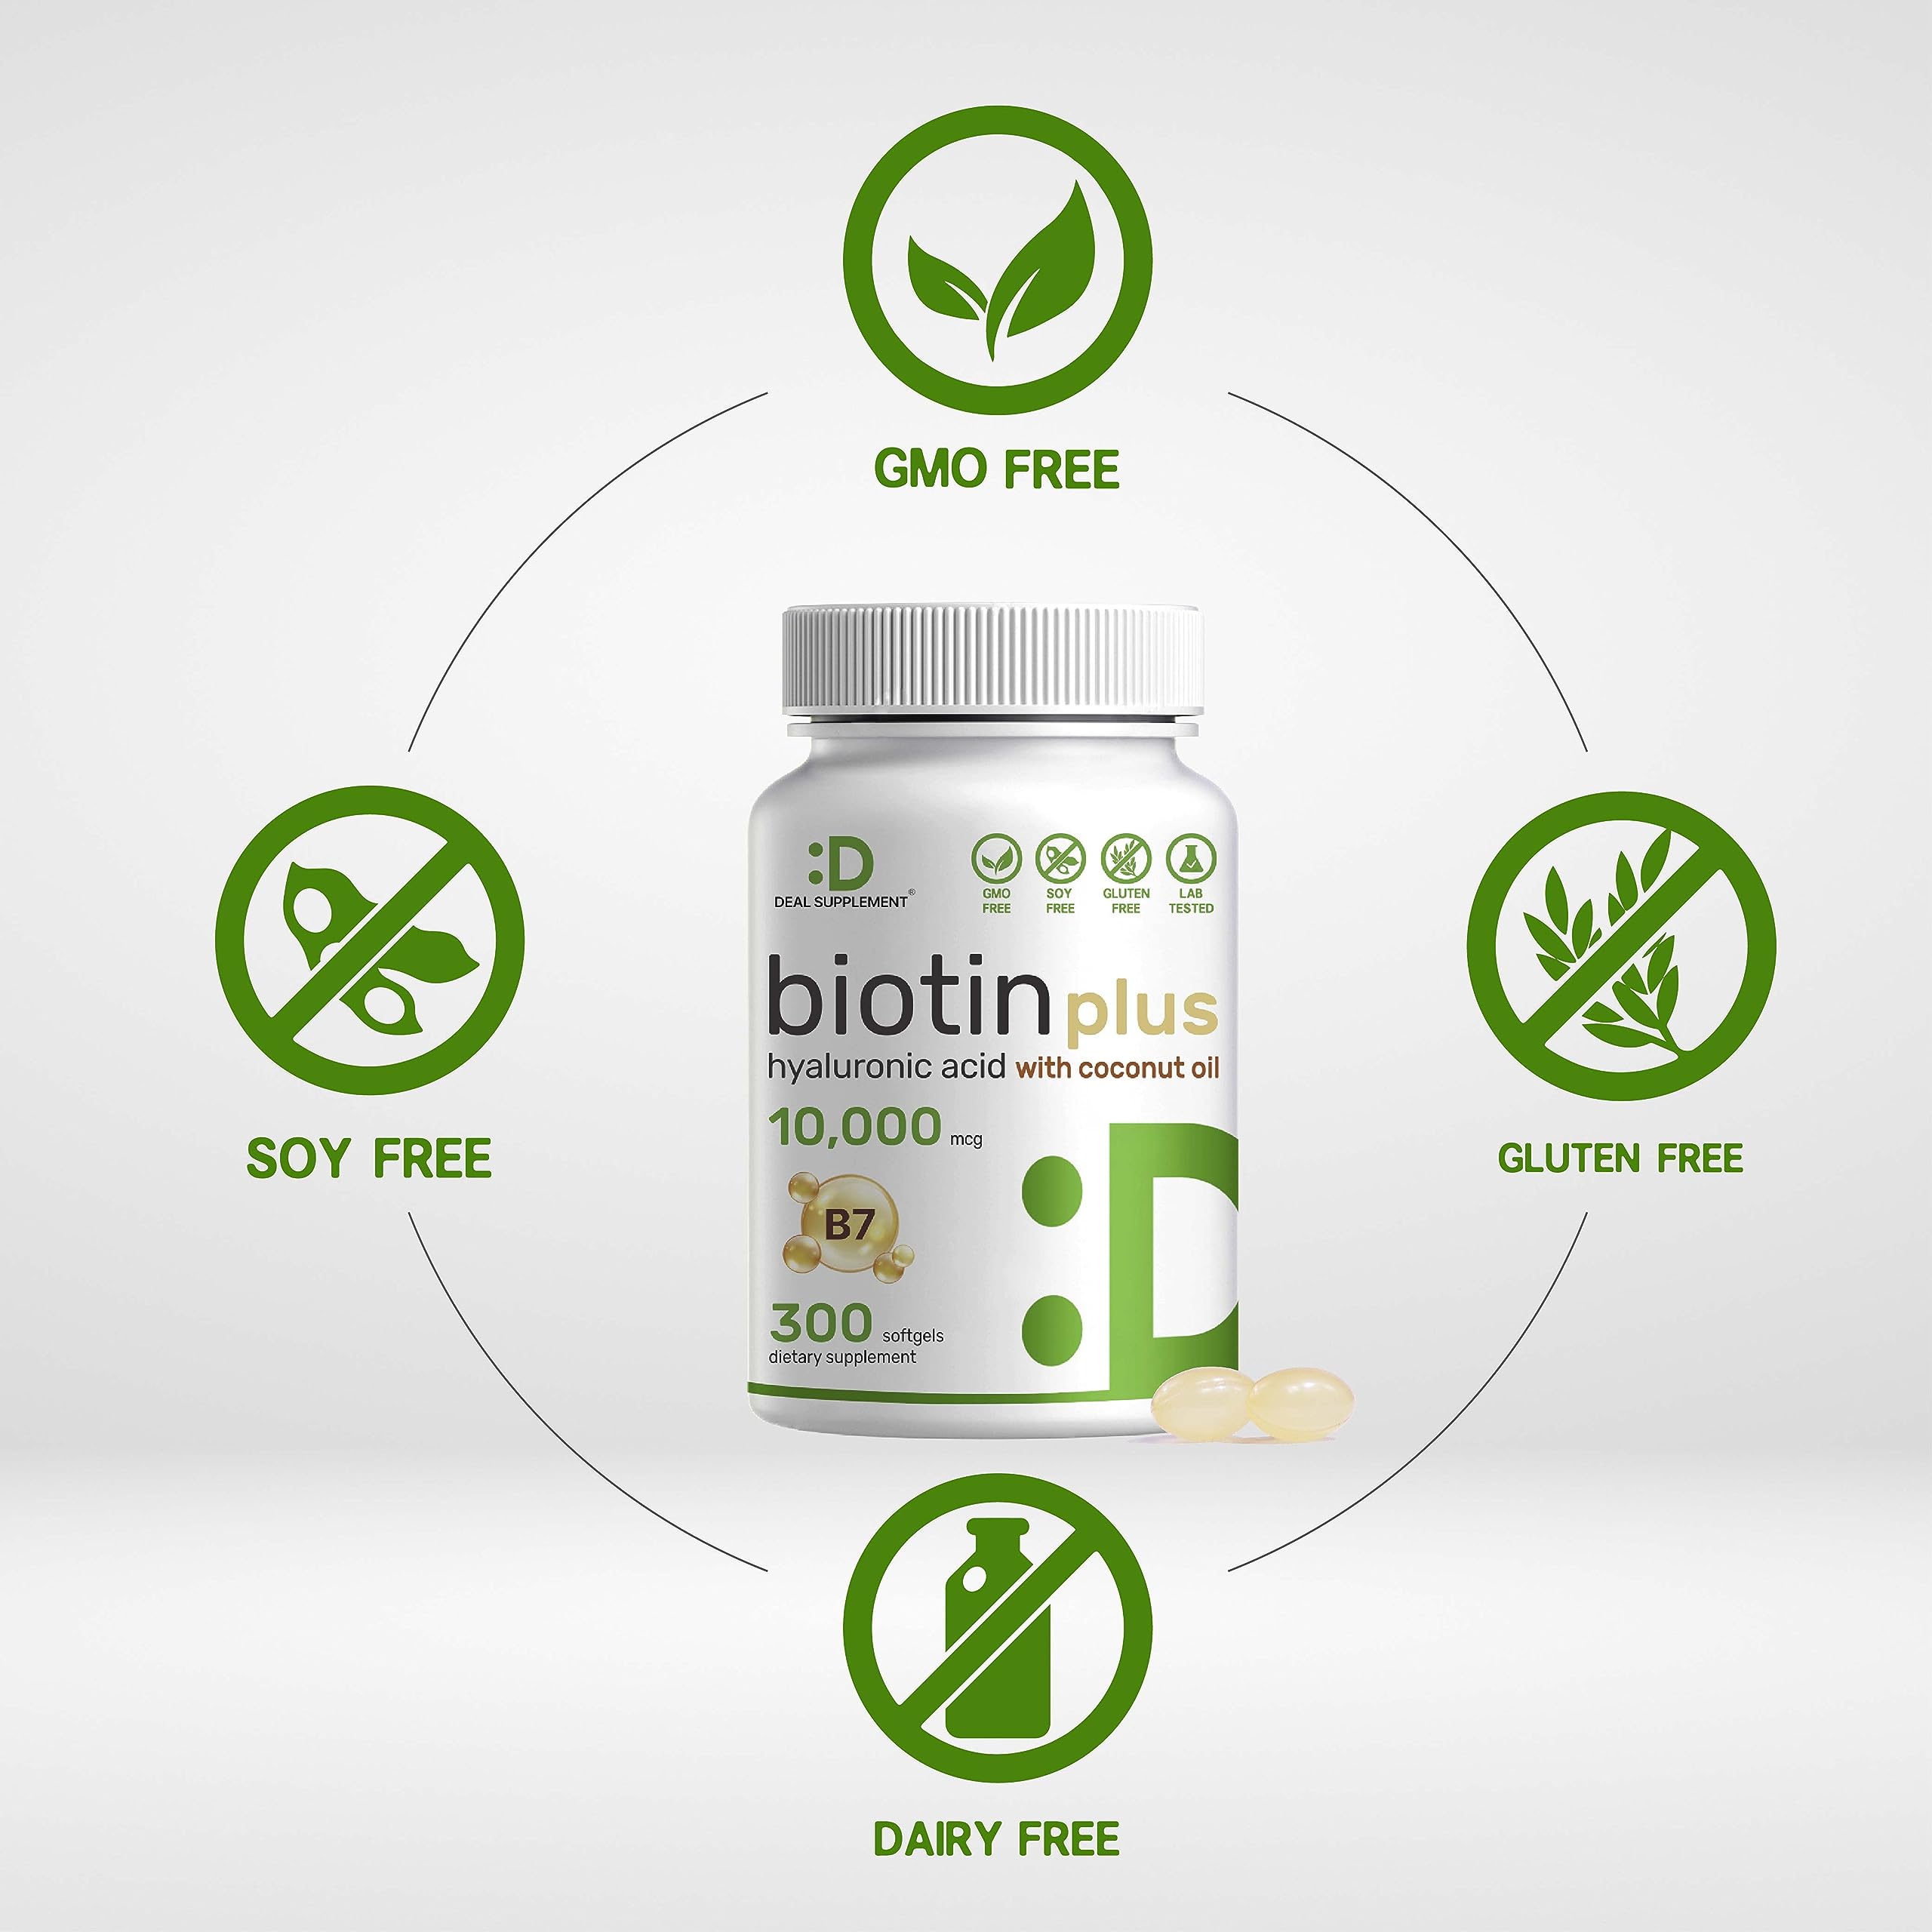 GMO FREE
:D
DEAL SUPPLEMENT®
GMO
FREE
SOY
FREE
GLUTEN
FREE
LAB
TESTED
biotin plus
hyaluronic acid with coconut oil
10,000 mcg
B7
300 softgels
dietary supplement
:D
SOY FREE
GLUTEN FREE
DAIRY FREE